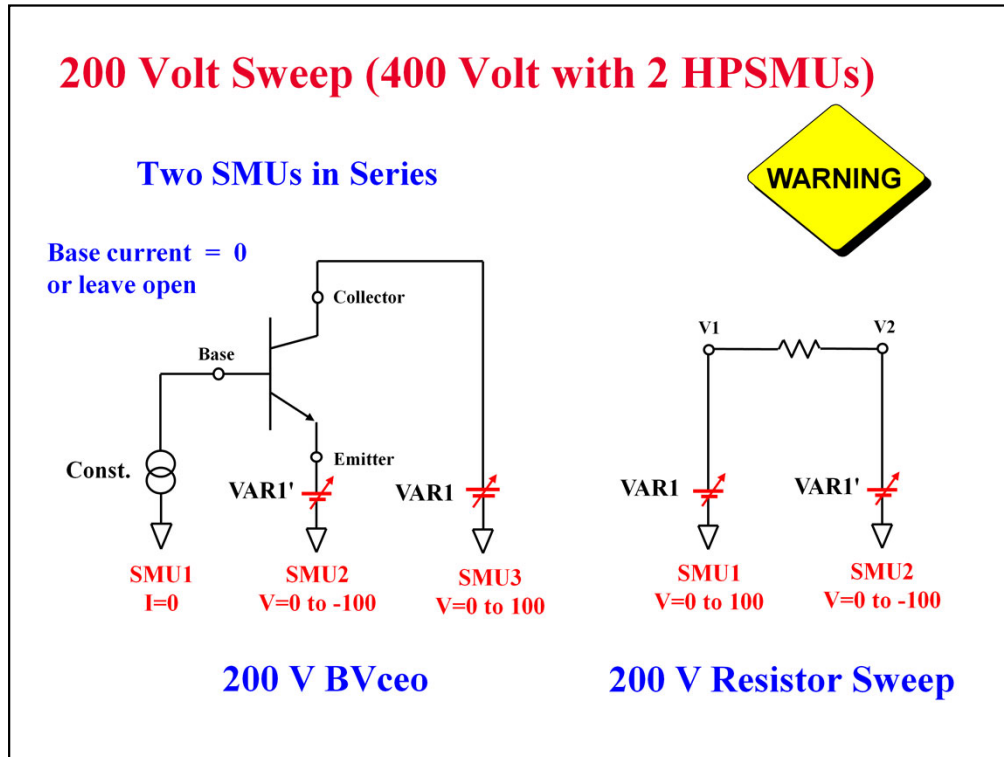 200 Volt Sweep (400 Volt with 2 HPSMUs)
Two SMUs in Series
WARNING
Base current = 0
or leave open
Collector
Base
Emitter
Const.
VAR1'
VAR1
SMU1
I=0
SMU2
V=0 to -100
SMU3
V=0 to 100
200 V BVceo
V1
V2
VAR1
VAR1'
SMU1
V=0 to 100
SMU2
V=0 to -100
200 V Resistor Sweep